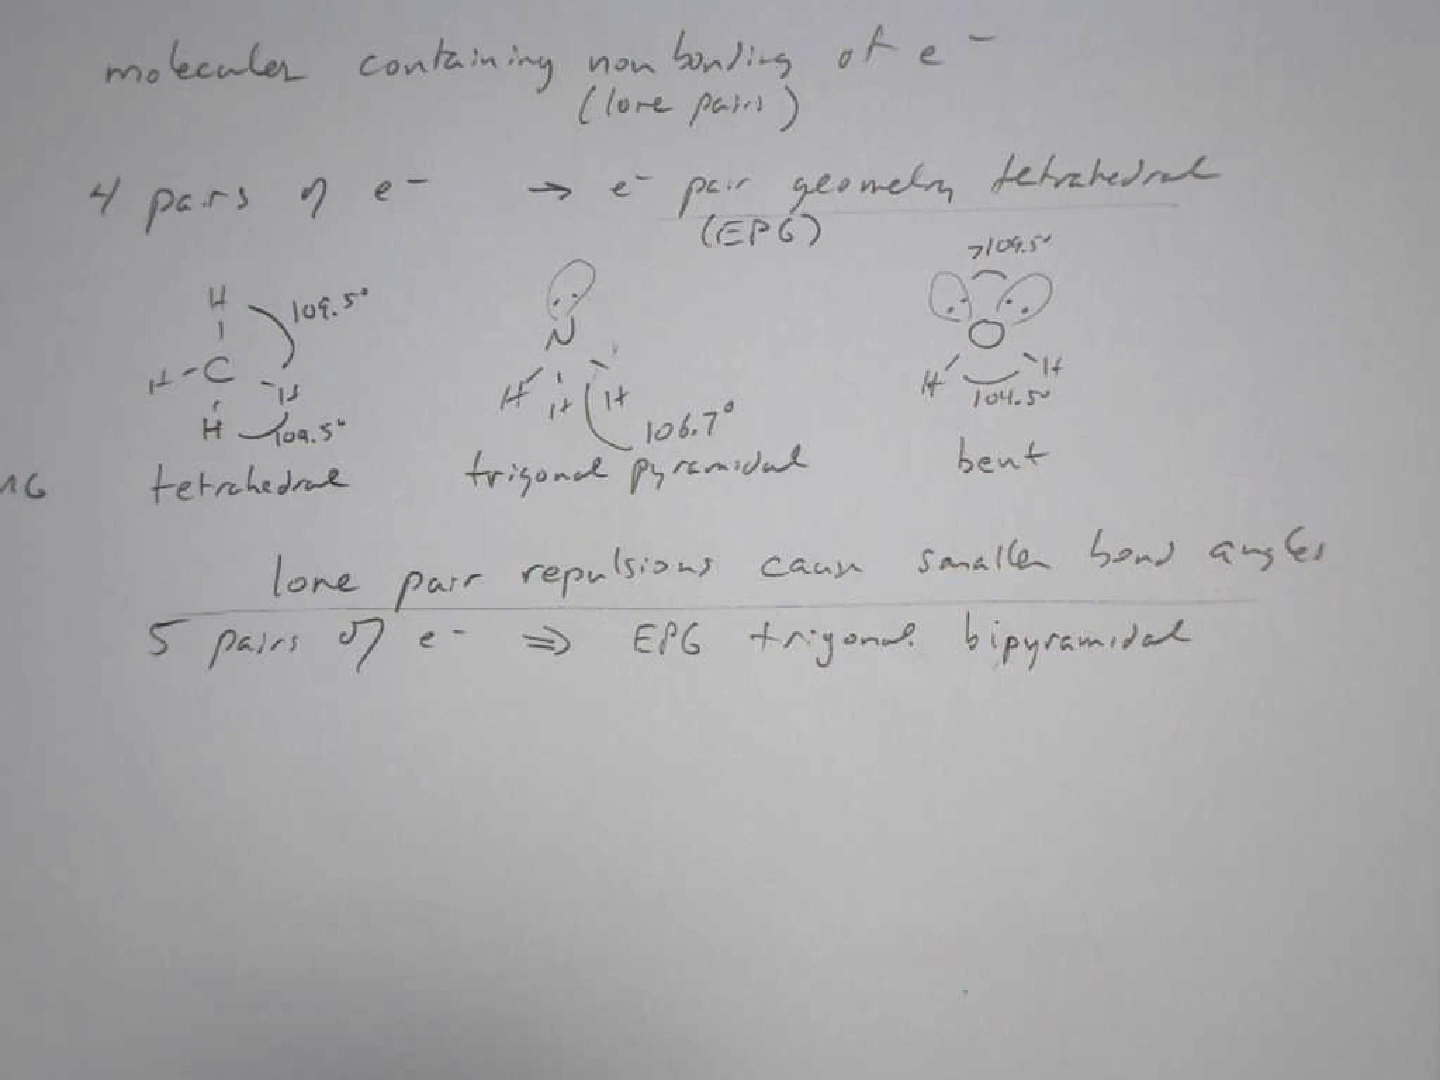 molecules containing nonbonding of e⁻
(lone pairs)
4 pairs of e⁻ → e⁻ pair geometry tetrahedral
(EPG)
H
109.5°
H - C
H
H
109.5°
N
H H H
106.7°
>109.5°
O
H H
104.5°
MG tetrahedral trigonal pyramidal bent
lone pair repulsions cause smaller bond angles
5 pairs of e⁻ ⇒ EPG trigonal bipyramidal